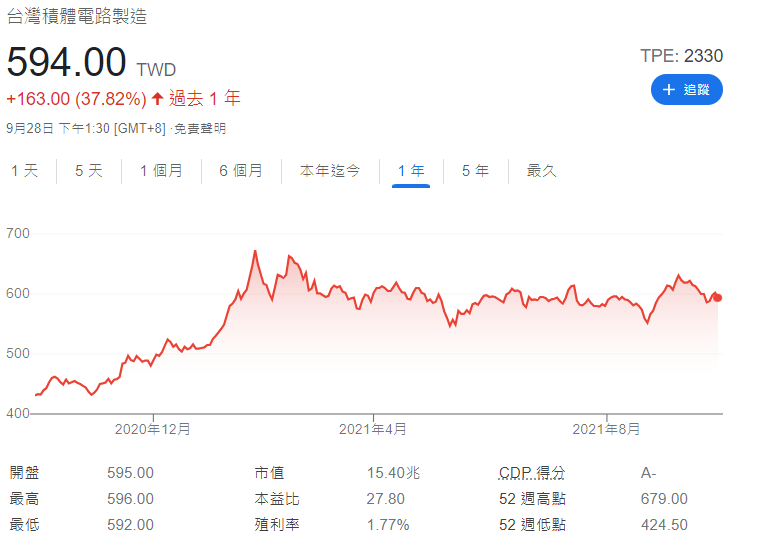 台灣積體電路製造
594.00 TWD
TPE: 2330
+163.00 (37.82%) ↑ 過去 1 年
+ 追蹤
9月28日 下午1:30 [GMT+8] ·免責聲明
1 天 5 天 1 個月 6 個月 本年迄今 1 年 5 年 最久
700
600
500
400
2020年12月 2021年4月 2021年8月
開盤 595.00 市值 15.40兆 CDP 得分 A-
最高 596.00 本益比 27.80 52 週高點 679.00
最低 592.00 殖利率 1.77% 52 週低點 424.50